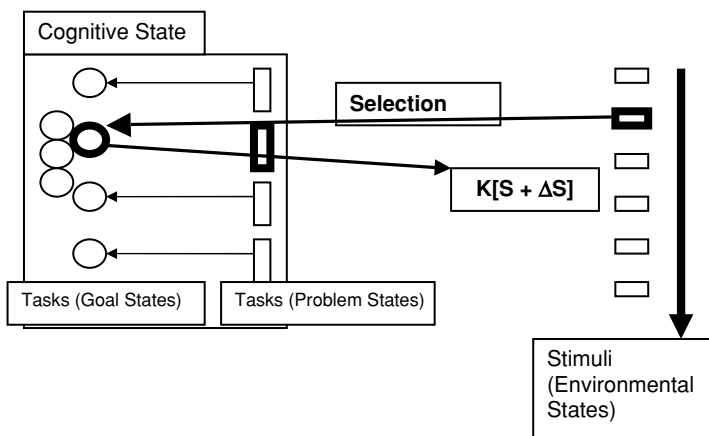 Cognitive State
Selection
K[S + ΔS]
Tasks (Goal States)
Tasks (Problem States)
Stimuli
(Environmental
States)